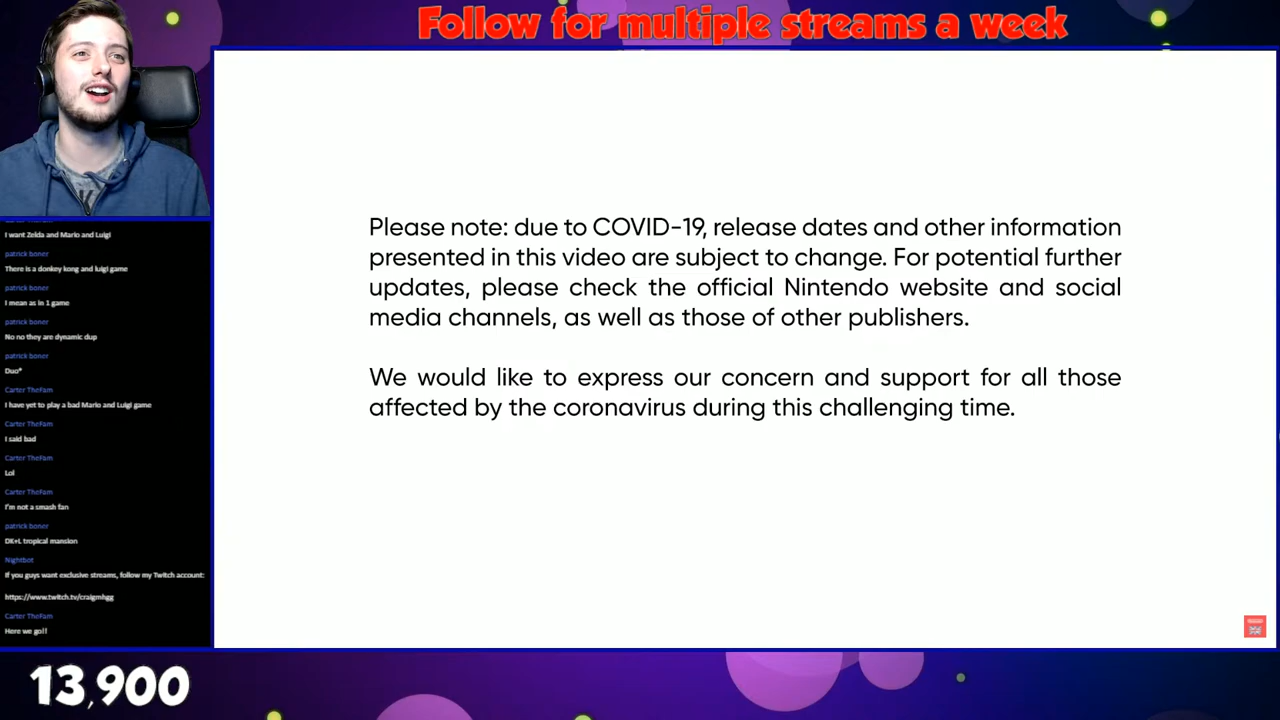 Follow for multiple streams a week
I want Zelda and Mario and Luigi
patrick boner
There is a donkey kong and luigi game
patrick boner
I mean as in 1 game
patrick boner
No no they are dynamic dup
patrick boner
Duo*
Carter TheFam
I have yet to play a bad Mario and Luigi game
Carter TheFam
I said bad
Carter TheFam
Lol
Carter TheFam
I'm not a smash fan
patrick boner
DK+L tropical mansion
Nightbot
If you guys want exclusive streams, follow my Twitch account:
https://www.twitch.tv/craigmhgg
Carter TheFam
Here we go!!
Please note: due to COVID-19, release dates and other information
presented in this video are subject to change. For potential further
updates, please check the official Nintendo website and social
media channels, as well as those of other publishers.
We would like to express our concern and support for all those
affected by the coronavirus during this challenging time.
13,900